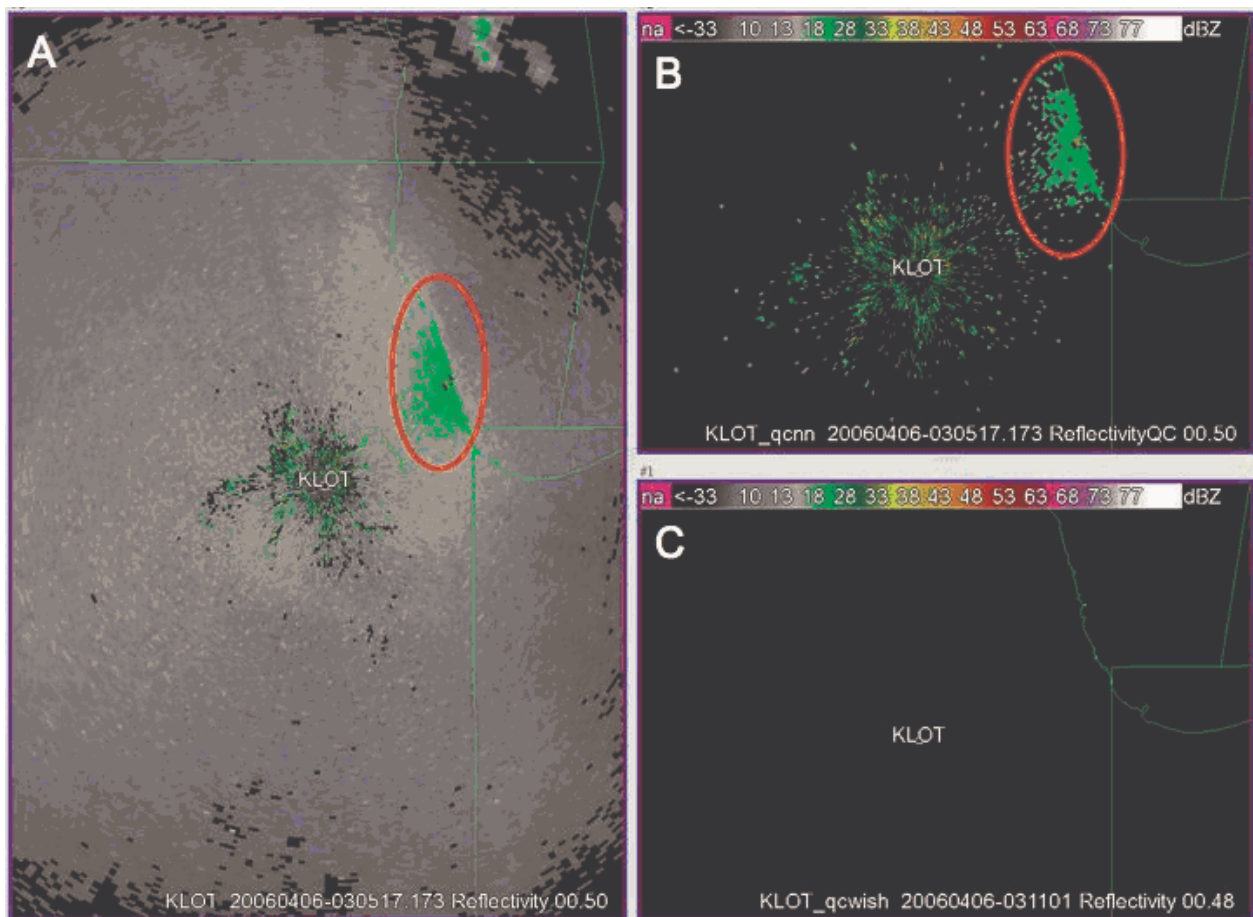 A
KLOT
KLOT 20060406-030517.173 Reflectivity 00.50
na <-33 10 13 18 28 33 38 43 48 53 63 68 73 77 dBZ
B
KLOT
KLOT_qcnn 20060406-030517.173 ReflectivityQC 00.50
#1
na <-33 10 13 18 28 33 38 43 48 53 63 68 73 77 dBZ
C
KLOT
KLOT_qcwish 20060406-031101 Reflectivity 00.48